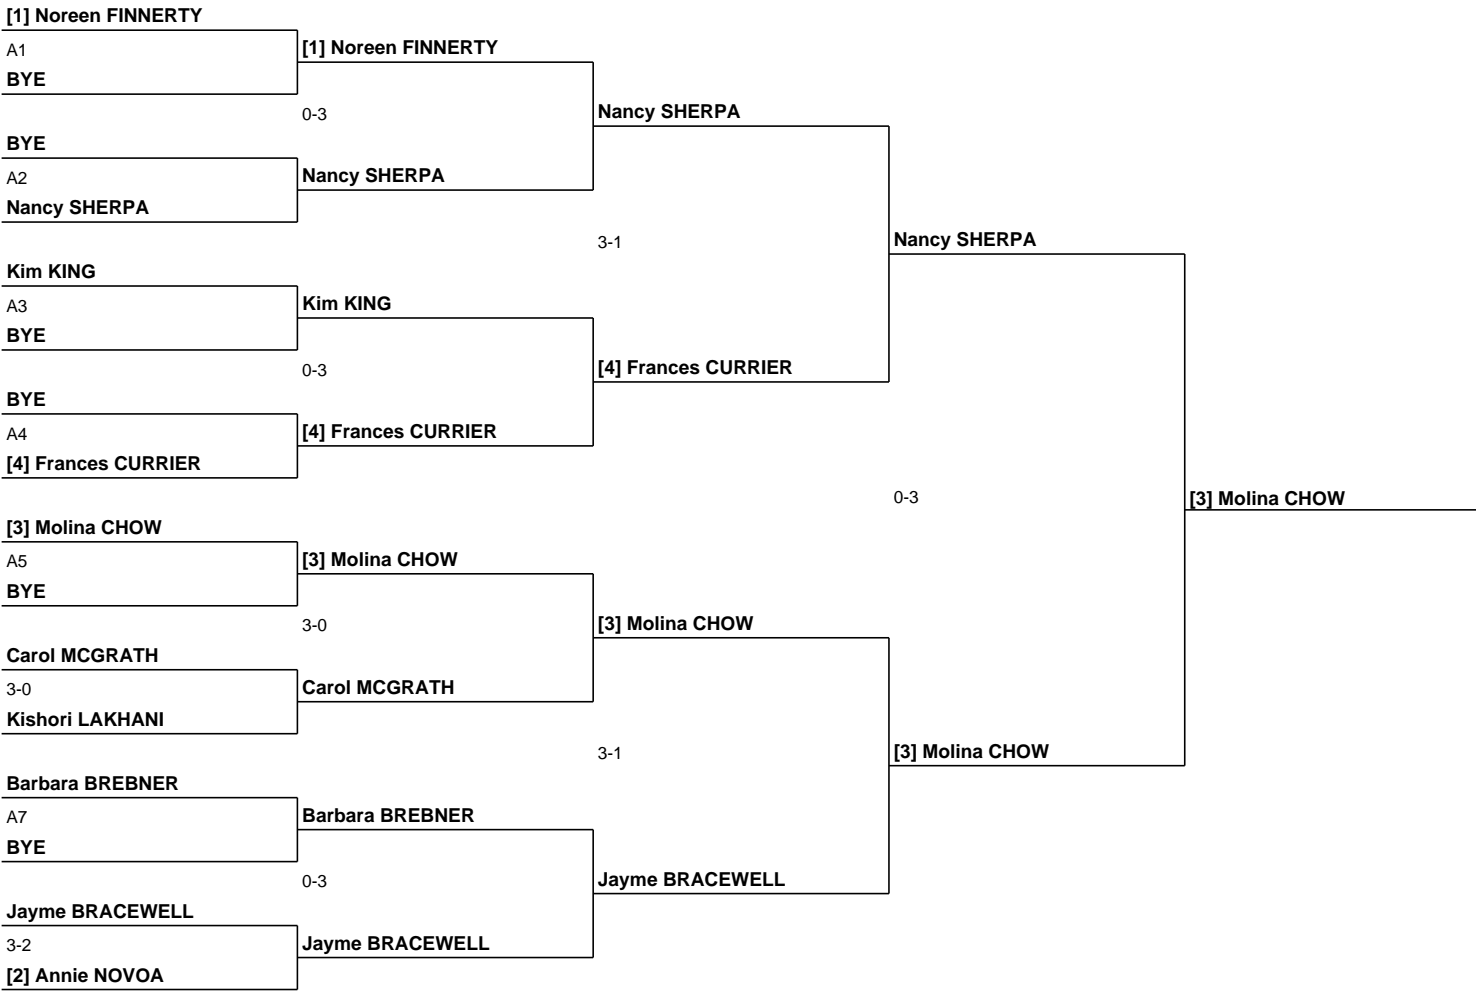 [1] Noreen FINNERTY
A1
BYE
BYE
A2
Nancy SHERPA
Kim KING
A3
BYE
BYE
A4
[4] Frances CURRIER
[3] Molina CHOW
A5
BYE
Carol MCGRATH
3-0
Kishori LAKHANI
Barbara BREBNER
A7
BYE
Jayme BRACEWELL
3-2
[2] Annie NOVOA
[1] Noreen FINNERTY
0-3
Nancy SHERPA
Kim KING
0-3
[4] Frances CURRIER
[3] Molina CHOW
3-0
Carol MCGRATH
Barbara BREBNER
0-3
Jayme BRACEWELL
Nancy SHERPA
3-1
[4] Frances CURRIER
[3] Molina CHOW
3-1
Jayme BRACEWELL
Nancy SHERPA
0-3
[3] Molina CHOW
[3] Molina CHOW